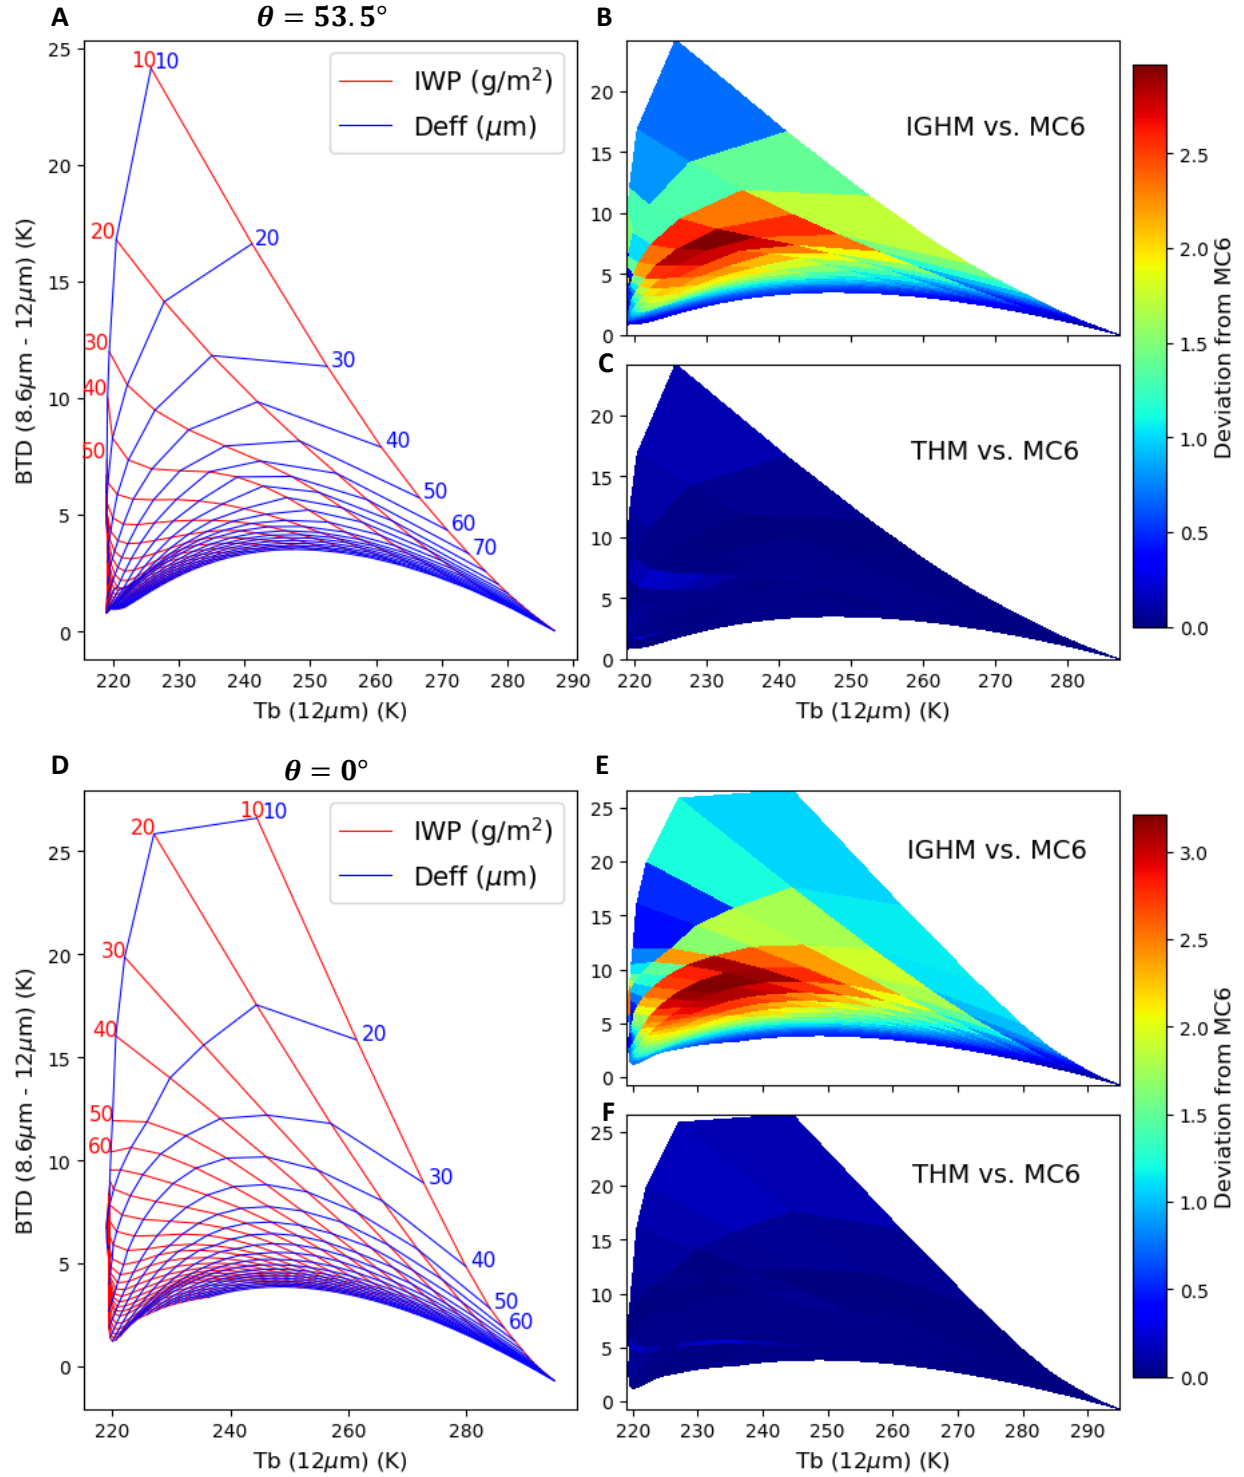 A
θ = 53.5°
25
20
15
10
5
0
BTD (8.6μm - 12μm) (K)
10 10
20
30
40
50
20
30
40
50
60
70
IWP (g/m²)
Deff (μm)
220 230 240 250 260 270 280 290
Tb (12μm) (K)
B
IGHM vs. MC6
20
15
10
5
0
C
THM vs. MC6
20
15
10
5
0
220 230 240 250 260 270 280
Tb (12μm) (K)
2.5
2.0
1.5
1.0
0.5
0.0
Deviation from MC6
D
θ = 0°
25
20
15
10
5
0
BTD (8.6μm - 12μm) (K)
10 10
20
30
40
50
60
20
30
40
50
60
IWP (g/m²)
Deff (μm)
220 240 260 280
Tb (12μm) (K)
E
IGHM vs. MC6
25
20
15
10
5
0
F
THM vs. MC6
25
20
15
10
5
0
220 230 240 250 260 270 280 290
Tb (12μm) (K)
3.0
2.5
2.0
1.5
1.0
0.5
0.0
Deviation from MC6